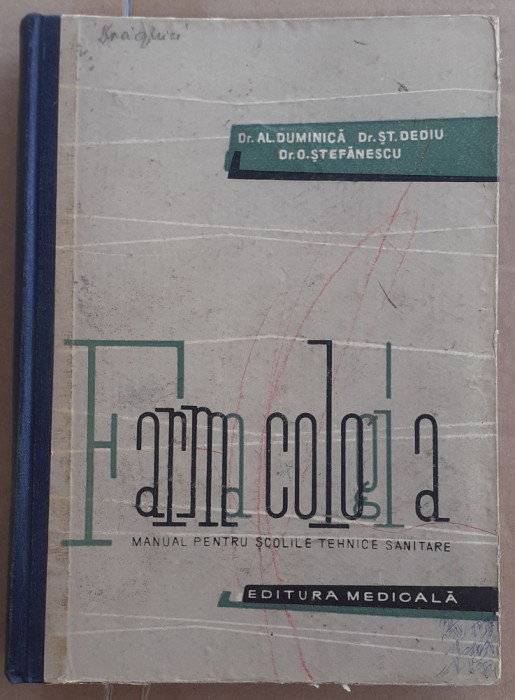 Dr. AL. DUMINICĂ Dr. ȘT. DEDIU
Dr. O. ȘTEFĂNESCU
Farmacologia
MANUAL PENTRU ȘCOLILE TEHNICE SANITARE
EDITURA MEDICALĂ